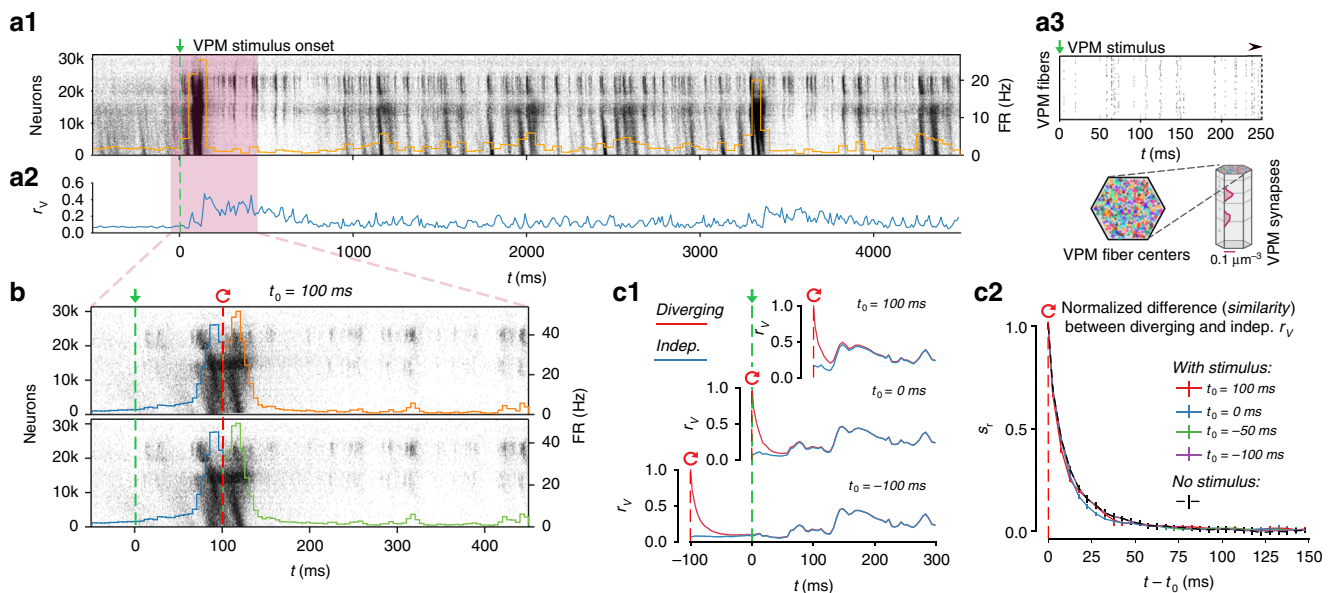 a1
VPM stimulus onset
30k
20k
10k
0
Neurons
20
10
0
FR (Hz)
a2
0.6
0.4
0.2
0.0
r_V
0 1000 2000 3000 4000
t (ms)
a3
VPM stimulus
VPM fibers
0 50 100 150 200 250
t (ms)
VPM fiber centers
0.1 μm⁻³
VPM synapses
b
t₀ = 100 ms
30k
20k
10k
0
40
20
0
30k
20k
10k
0
40
20
0
Neurons
FR (Hz)
0 100 200 300 400
t (ms)
c1
Diverging
Indep.
t₀ = 100 ms
r_V
1.0
0.5
0.0
t₀ = 0 ms
r_V
1.0
0.5
0.0
t₀ = −100 ms
r_V
1.0
0.5
0.0
−100 0 100 200 300
t (ms)
c2
Normalized difference (similarity)
between diverging and indep. r_V
With stimulus:
t₀ = 100 ms
t₀ = 0 ms
t₀ = −50 ms
t₀ = −100 ms
No stimulus:
s_r
1.0
0.5
0.0
0 25 50 75 100 125 150
t − t₀ (ms)